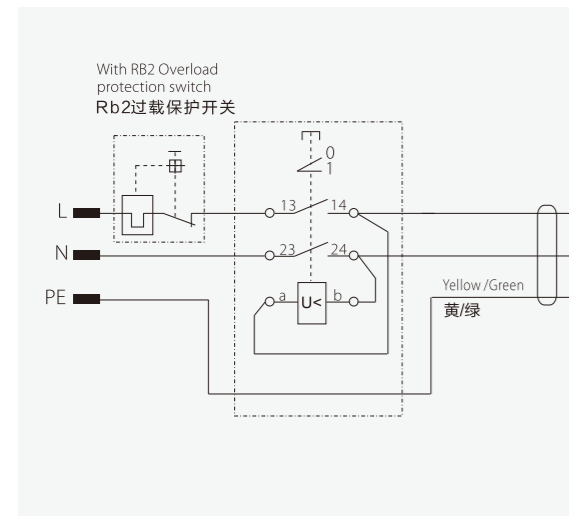 With RB2 Overload
protection switch
Rb2过载保护开关
0
1
L
13
14
N
23
24
PE
a
U<
b
Yellow /Green
黄/绿